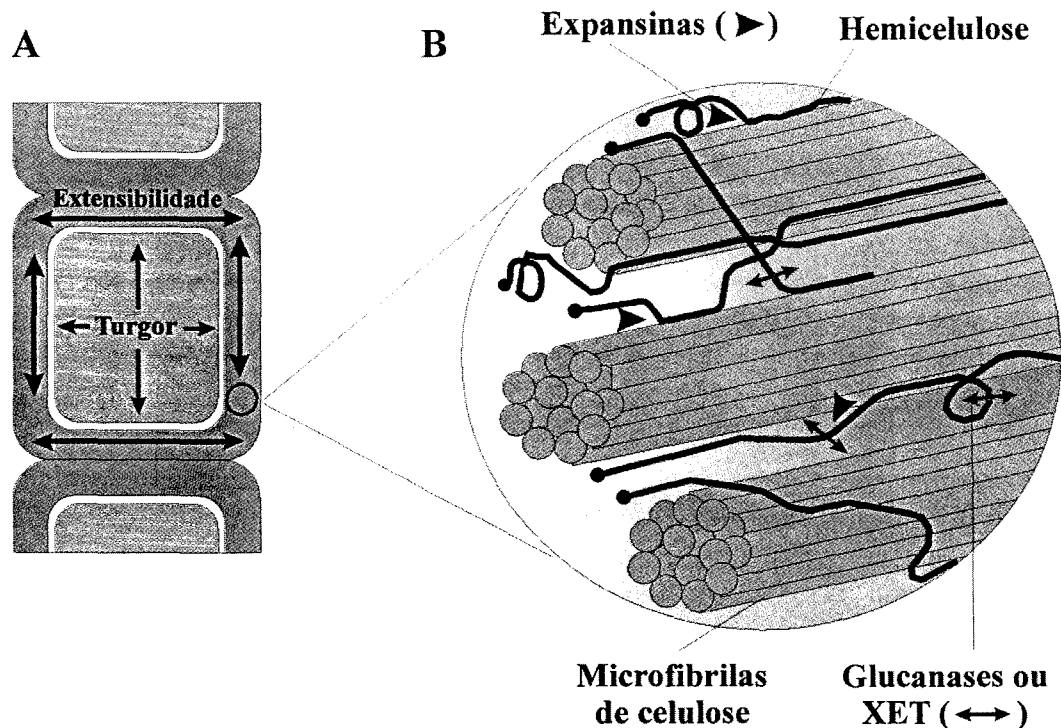 A
Extensibilidade
Turgor
B
Expansinas (➤)
Hemicelulose
Microfibrilas
de celulose
Glucanases ou
XET (↔)